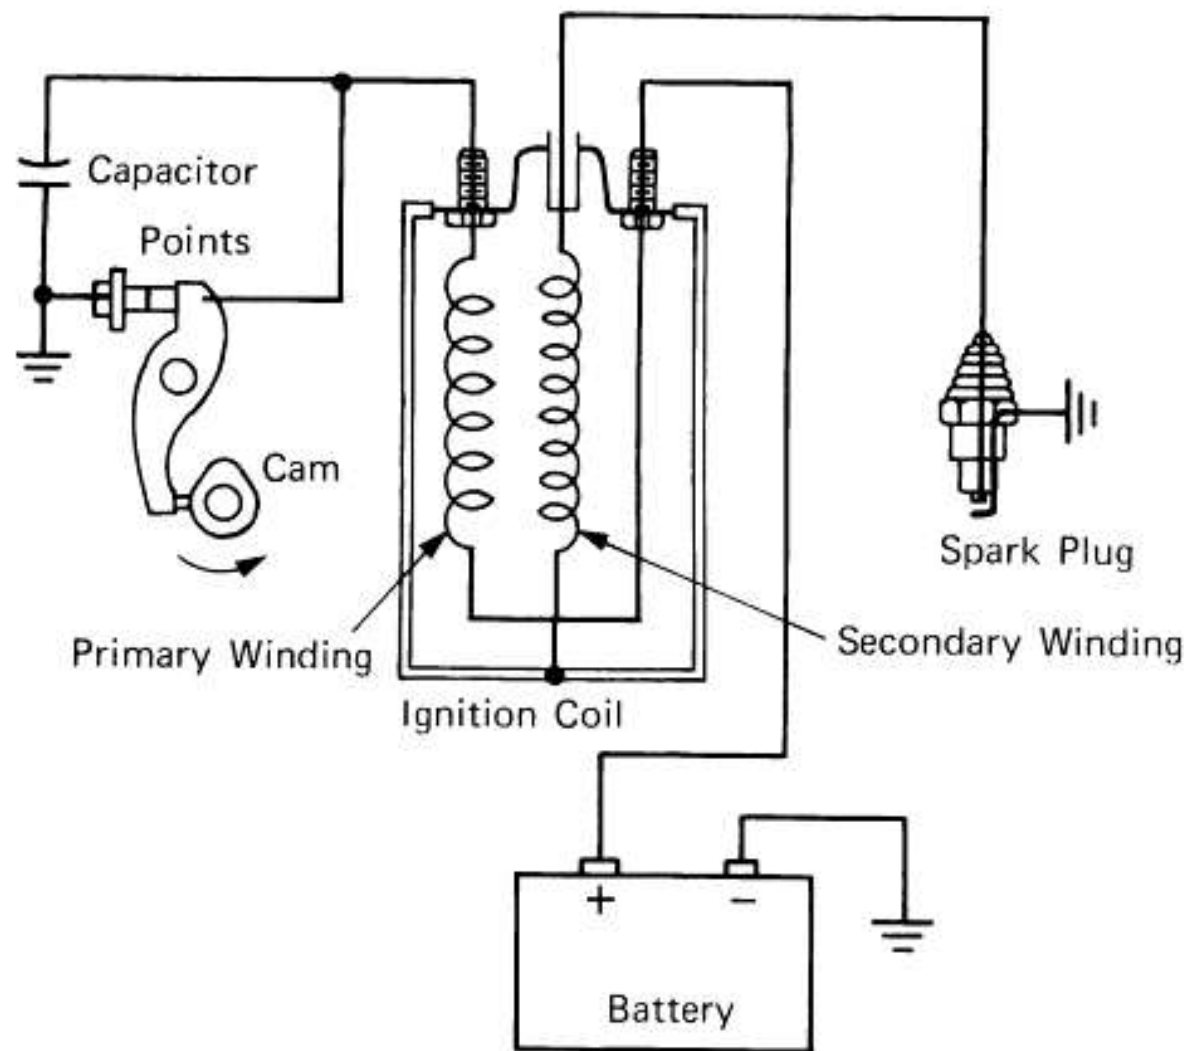 Capacitor
Points
Cam
Spark Plug
Primary Winding
Secondary Winding
Ignition Coil
+ −
Battery